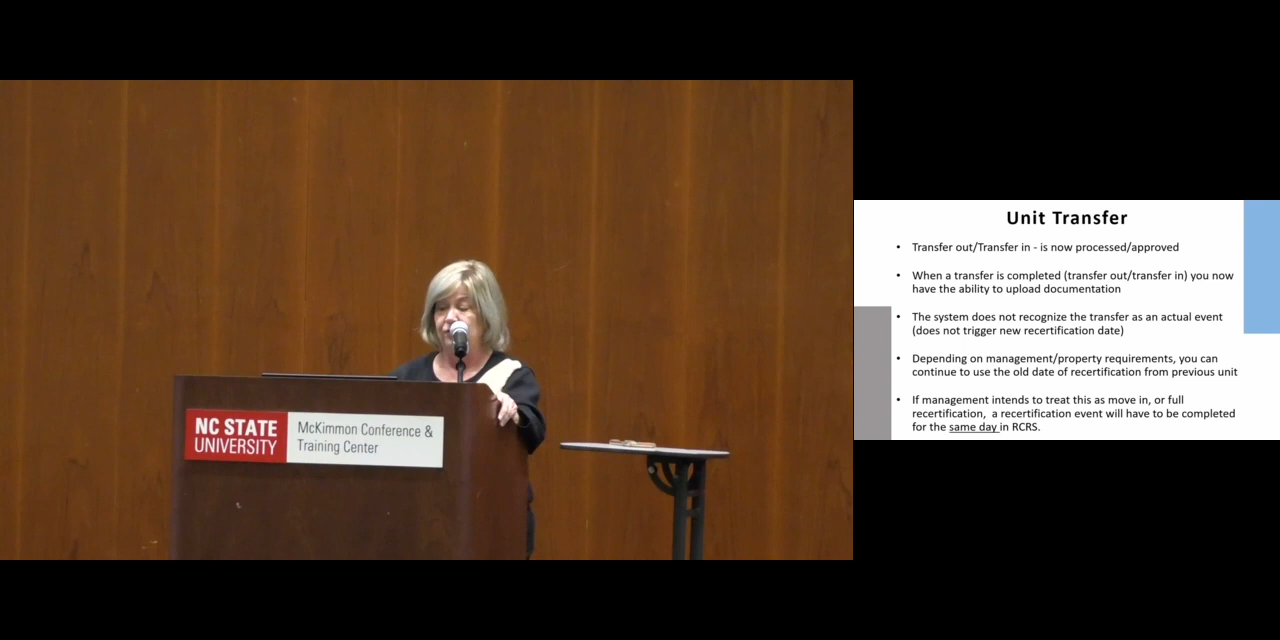 NC STATE
UNIVERSITY
McKimmon Conference &
Training Center
Unit Transfer
• Transfer out/Transfer in - is now processed/approved
• When a transfer is completed (transfer out/transfer in) you now
have the ability to upload documentation
• The system does not recognize the transfer as an actual event
(does not trigger new recertification date)
• Depending on management/property requirements, you can
continue to use the old date of recertification from previous unit
• If management intends to treat this as move in, or full
recertification, a recertification event will have to be completed
for the same day in RCRS.